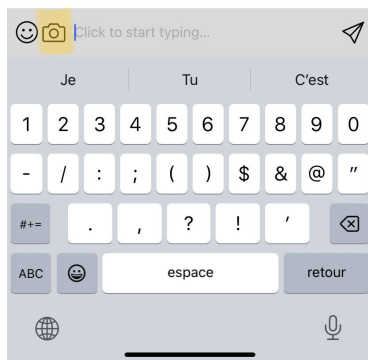 Click to start typing...
Je Tu C'est
1 2 3 4 5 6 7 8 9 0
- / : ; ( ) $ & @ "
#+= . , ? ! '
ABC espace retour